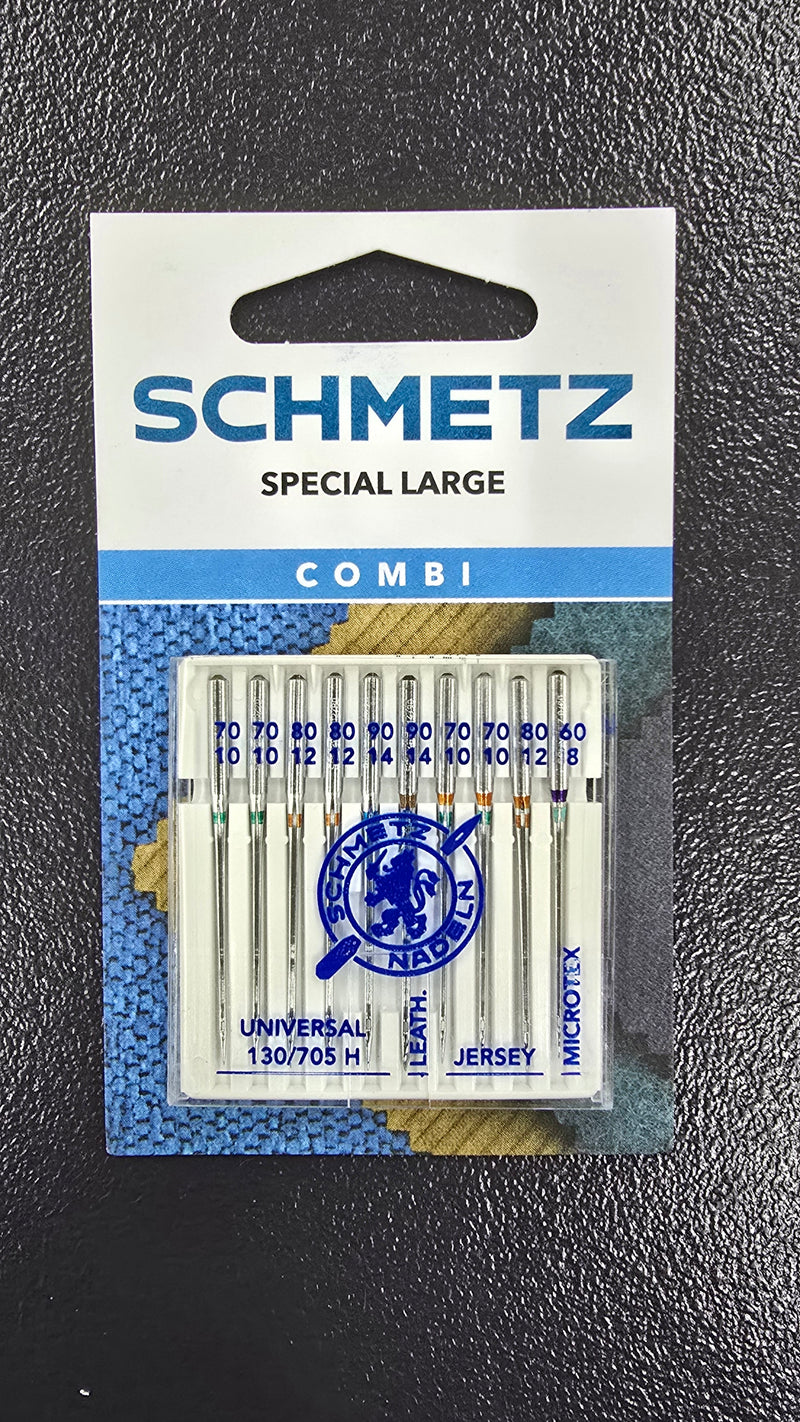 SCHMETZ
SPECIAL LARGE
COMBI
70 70 80 80 90 90 70 70 80 60
10 10 12 12 14 14 10 10 12 8
SCHMETZ
NADELN
UNIVERSAL
130/705 H
LEATH.
JERSEY
MICROTEX